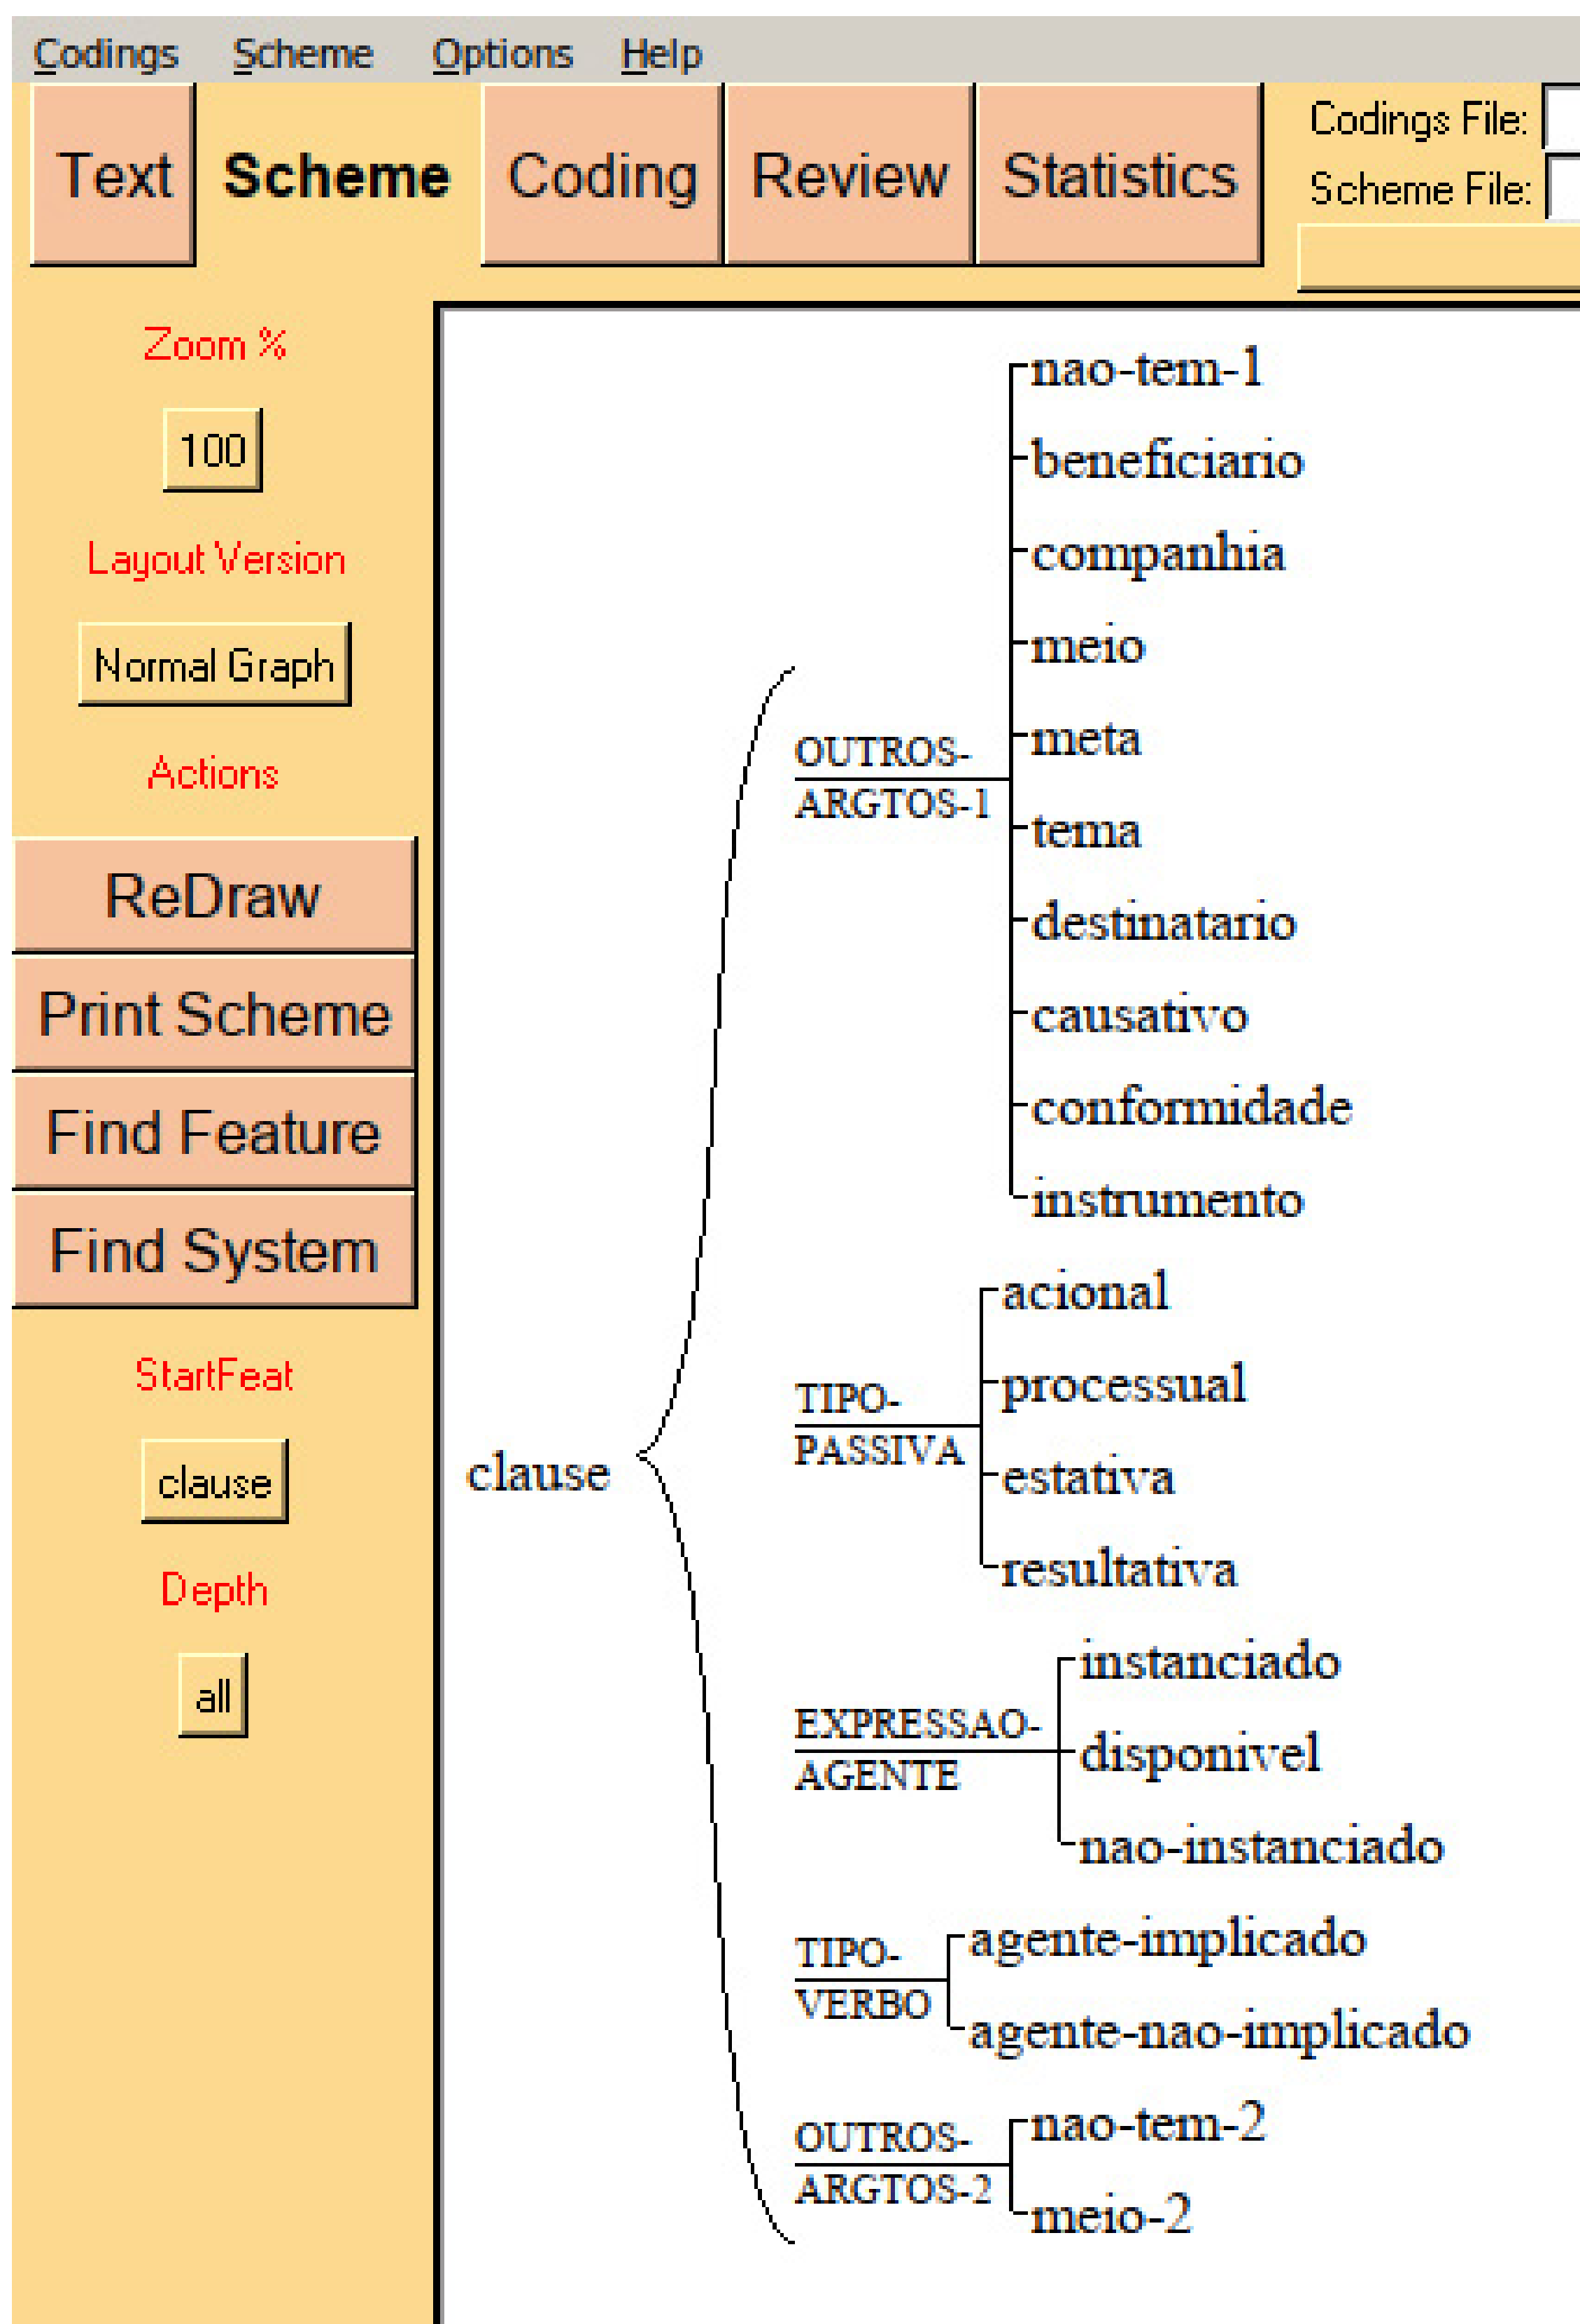 Codings Scheme Options Help
Text Scheme Coding Review Statistics
Codings File:
Scheme File:
Zoom %
100
Layout Version
Normal Graph
Actions
ReDraw
Print Scheme
Find Feature
Find System
StartFeat
clause
Depth
all
clause
OUTROS-
ARGTOS-1
nao-tem-1
beneficiario
companhia
meio
meta
tema
destinatario
causativo
conformidade
instrumento
TIPO-
PASSIVA
acional
processual
estativa
resultativa
EXPRESSAO-
AGENTE
instanciado
disponivel
nao-instanciado
TIPO-
VERBO
agente-implicado
agente-nao-implicado
OUTROS-
ARGTOS-2
nao-tem-2
meio-2